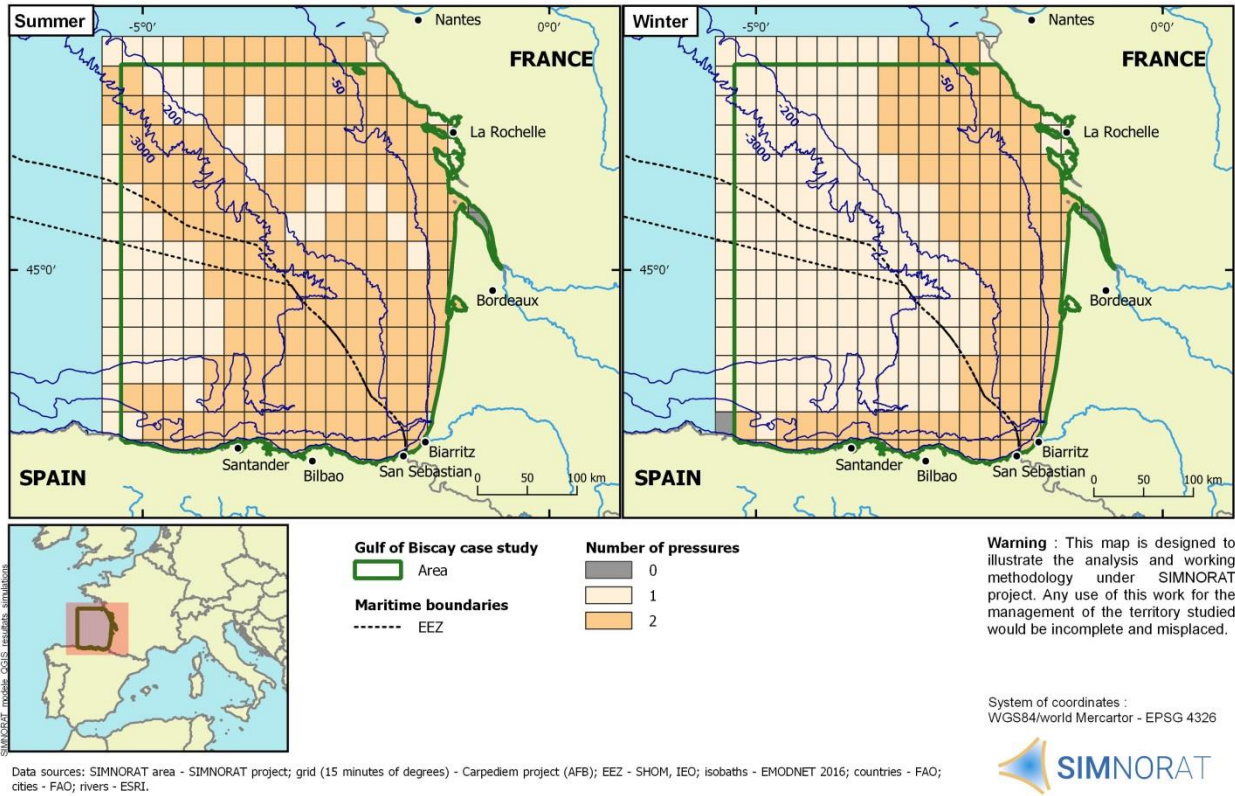 Summer
-5°0'
Nantes
0°0'
FRANCE
-50
-200
-3000
La Rochelle
45°0'
Bordeaux
Biarritz
Santander
San Sebastian
Bilbao
SPAIN
0 50 100 km
Winter
-5°0'
Nantes
0°0'
FRANCE
-50
-200
-3000
La Rochelle
45°0'
Bordeaux
Biarritz
Santander
San Sebastian
Bilbao
SPAIN
0 50 100 km
SIMNORAT_modele_QGIS_resultats_simulations
Gulf of Biscay case study
Area
Maritime boundaries
EEZ
Number of pressures
0
1
2
Warning : This map is designed to
illustrate the analysis and working
methodology under SIMNORAT
project. Any use of this work for the
management of the territory studied
would be incomplete and misplaced.
System of coordinates :
WGS84/world Mercartor - EPSG 4326
SIMNORAT
Data sources: SIMNORAT area - SIMNORAT project; grid (15 minutes of degrees) - Carpediem project (AFB); EEZ - SHOM, IEO; isobaths - EMODNET 2016; countries - FAO;
cities - FAO; rivers - ESRI.